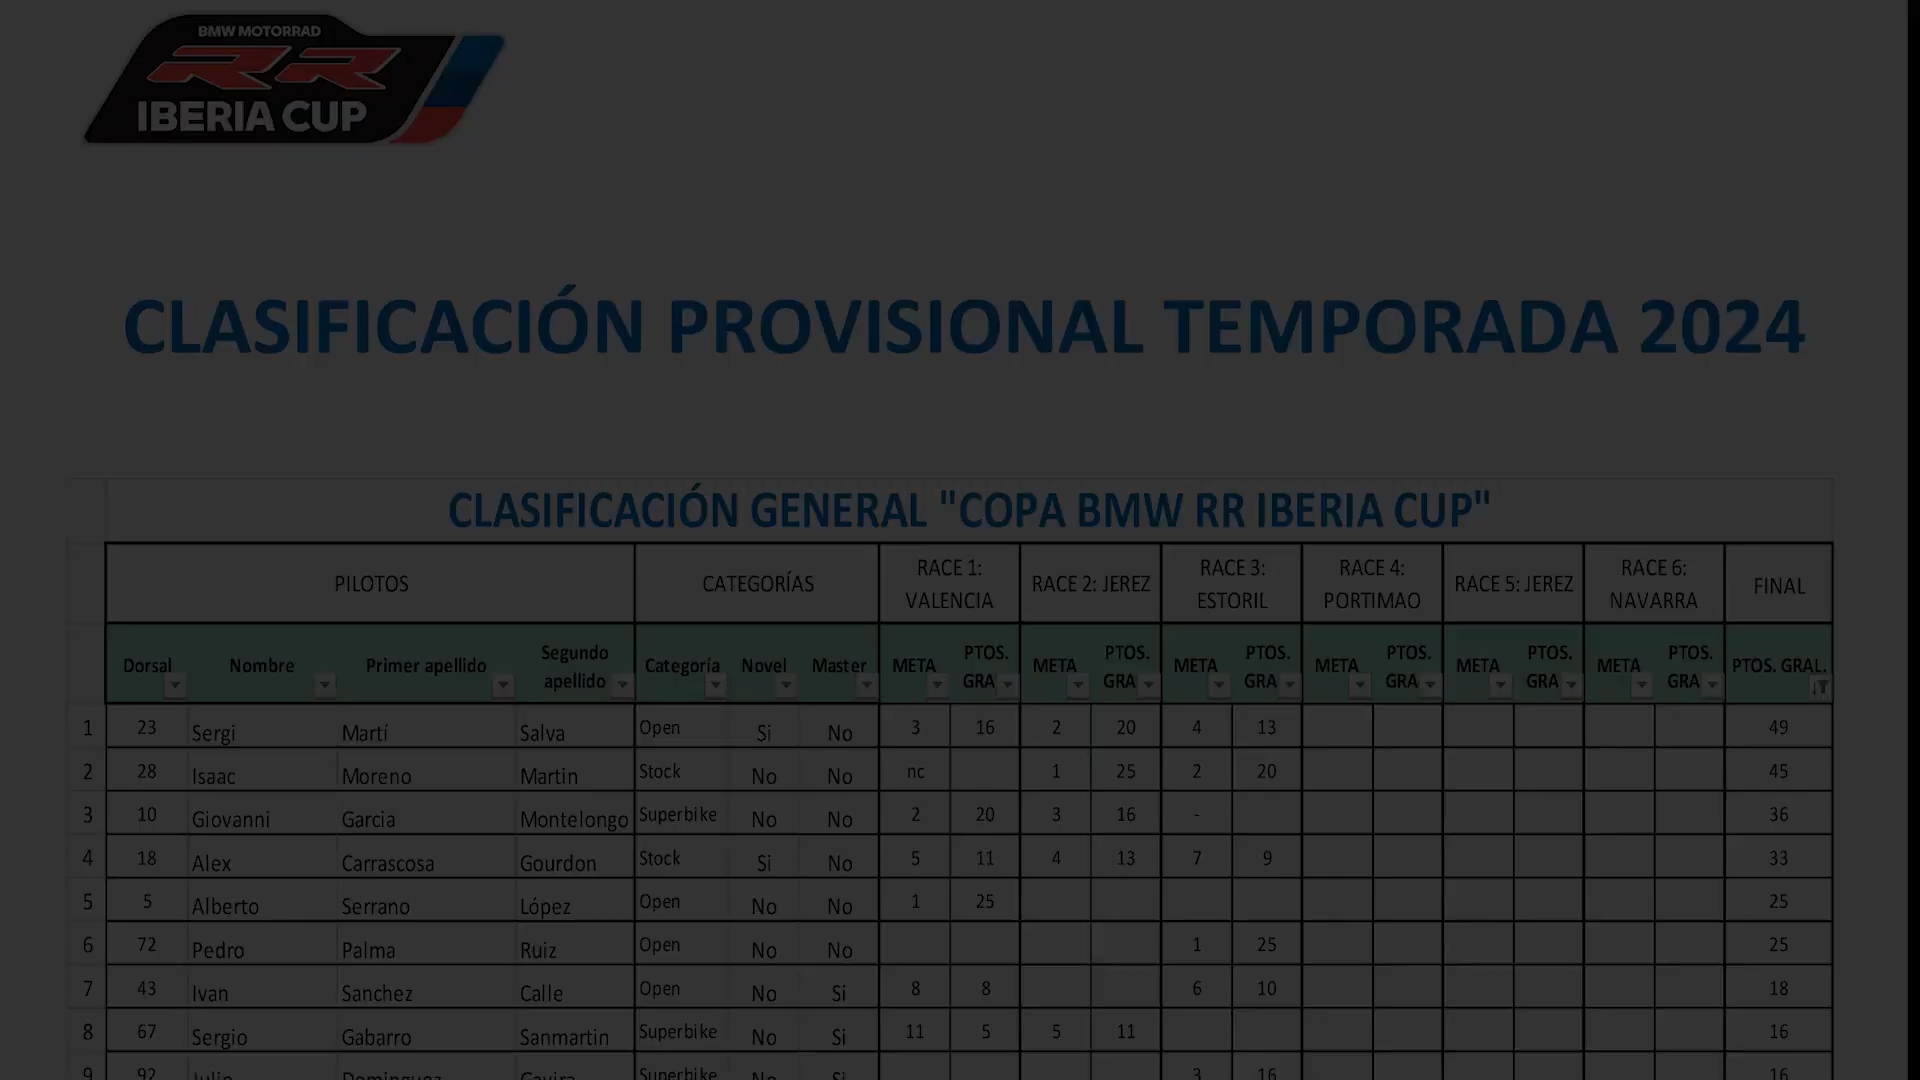 BMW MOTORRAD
RR
IBERIA CUP
CLASIFICACIÓN PROVISIONAL TEMPORADA 2024
CLASIFICACIÓN GENERAL "COPA BMW RR IBERIA CUP"
PILOTOS CATEGORÍAS RACE 1: VALENCIA RACE 2: JEREZ RACE 3: ESTORIL RACE 4: PORTIMAO RACE 5: JEREZ RACE 6: NAVARRA FINAL
Dorsal Nombre Primer apellido Segundo apellido Categoría Novel Master META PTOS. GRA META PTOS. GRA META PTOS. GRA META PTOS. GRA META PTOS. GRA META PTOS. GRA PTOS. GRAL.
1 23 Sergi Martí Salva Open Si No 3 16 2 20 4 13 49
2 28 Isaac Moreno Martin Stock No No nc 1 25 2 20 45
3 10 Giovanni Garcia Montelongo Superbike No No 2 20 3 16 - 36
4 18 Alex Carrascosa Gourdon Stock Si No 5 11 4 13 7 9 33
5 5 Alberto Serrano López Open No No 1 25 25
6 72 Pedro Palma Ruiz Open No No 1 25 25
7 43 Ivan Sanchez Calle Open No Si 8 8 6 10 18
8 67 Sergio Gabarro Sanmartin Superbike No Si 11 5 5 11 16
9 92 Julio Dominguez Superbike No Si 3 16 16